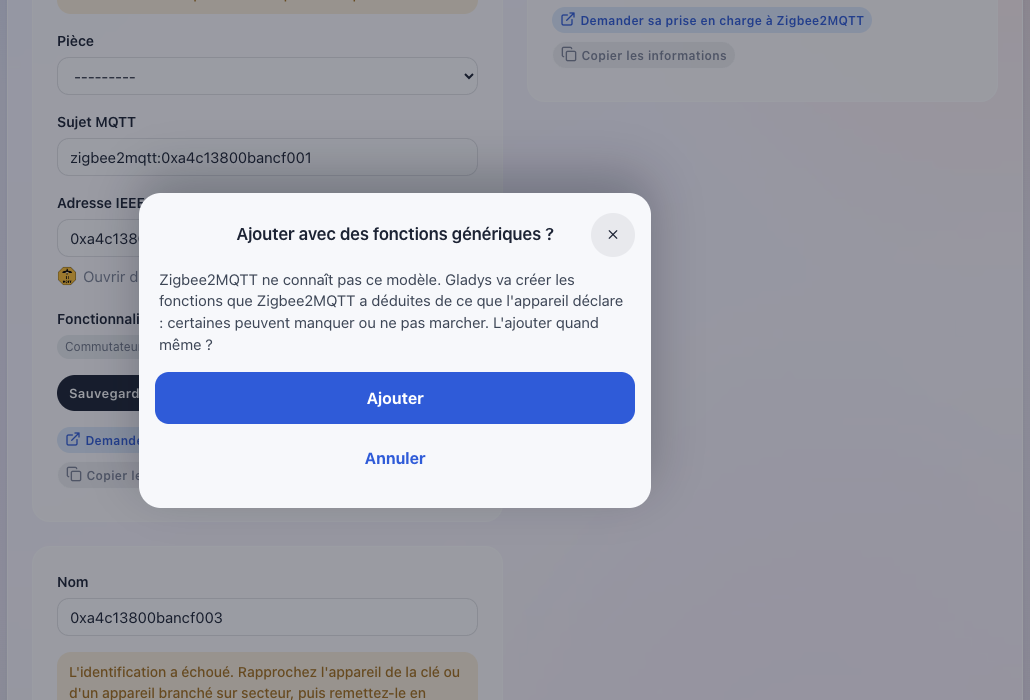 Pièce
---------
Sujet MQTT
zigbee2mqtt:0xa4c13800bancf001
Adresse IEEE
0xa4c138
Ouvrir d
Fonctionnali
Commutateu
Sauvegard
Demande
Copier le
Demander sa prise en charge à Zigbee2MQTT
Copier les informations
Ajouter avec des fonctions génériques ?
Zigbee2MQTT ne connaît pas ce modèle. Gladys va créer les
fonctions que Zigbee2MQTT a déduites de ce que l'appareil déclare
: certaines peuvent manquer ou ne pas marcher. L'ajouter quand
même ?
Ajouter
Annuler
Nom
0xa4c13800bancf003
L'identification a échoué. Rapprochez l'appareil de la clé ou
d'un appareil branché sur secteur, puis remettez-le en